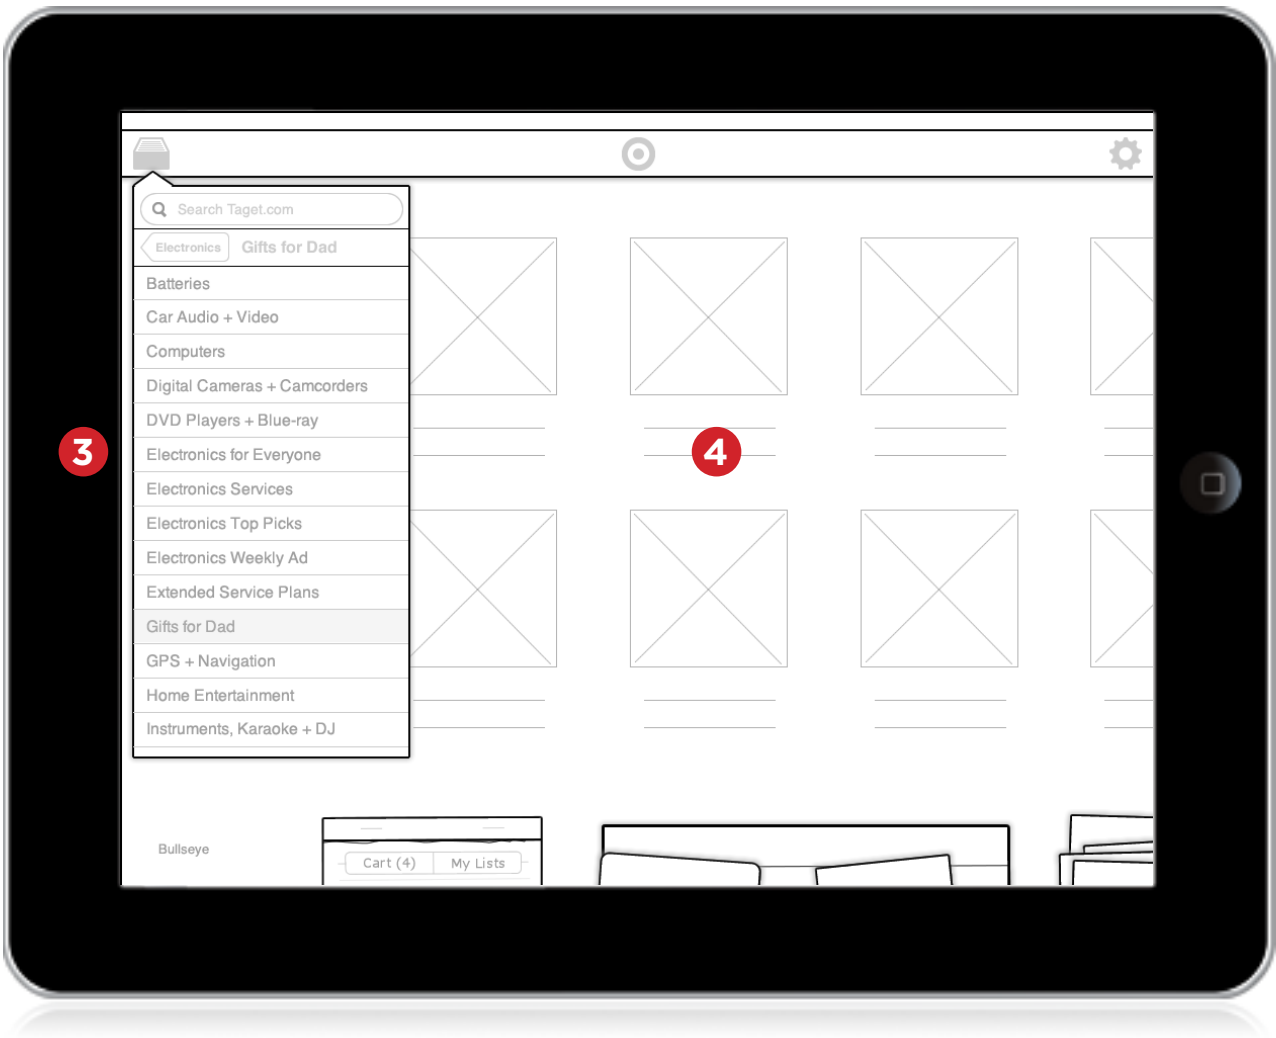 Search Taget.com
Electronics
Gifts for Dad
Batteries
Car Audio + Video
Computers
Digital Cameras + Camcorders
DVD Players + Blue-ray
Electronics for Everyone
Electronics Services
Electronics Top Picks
Electronics Weekly Ad
Extended Service Plans
Gifts for Dad
GPS + Navigation
Home Entertainment
Instruments, Karaoke + DJ
3
4
Bullseye
Cart (4)
My Lists